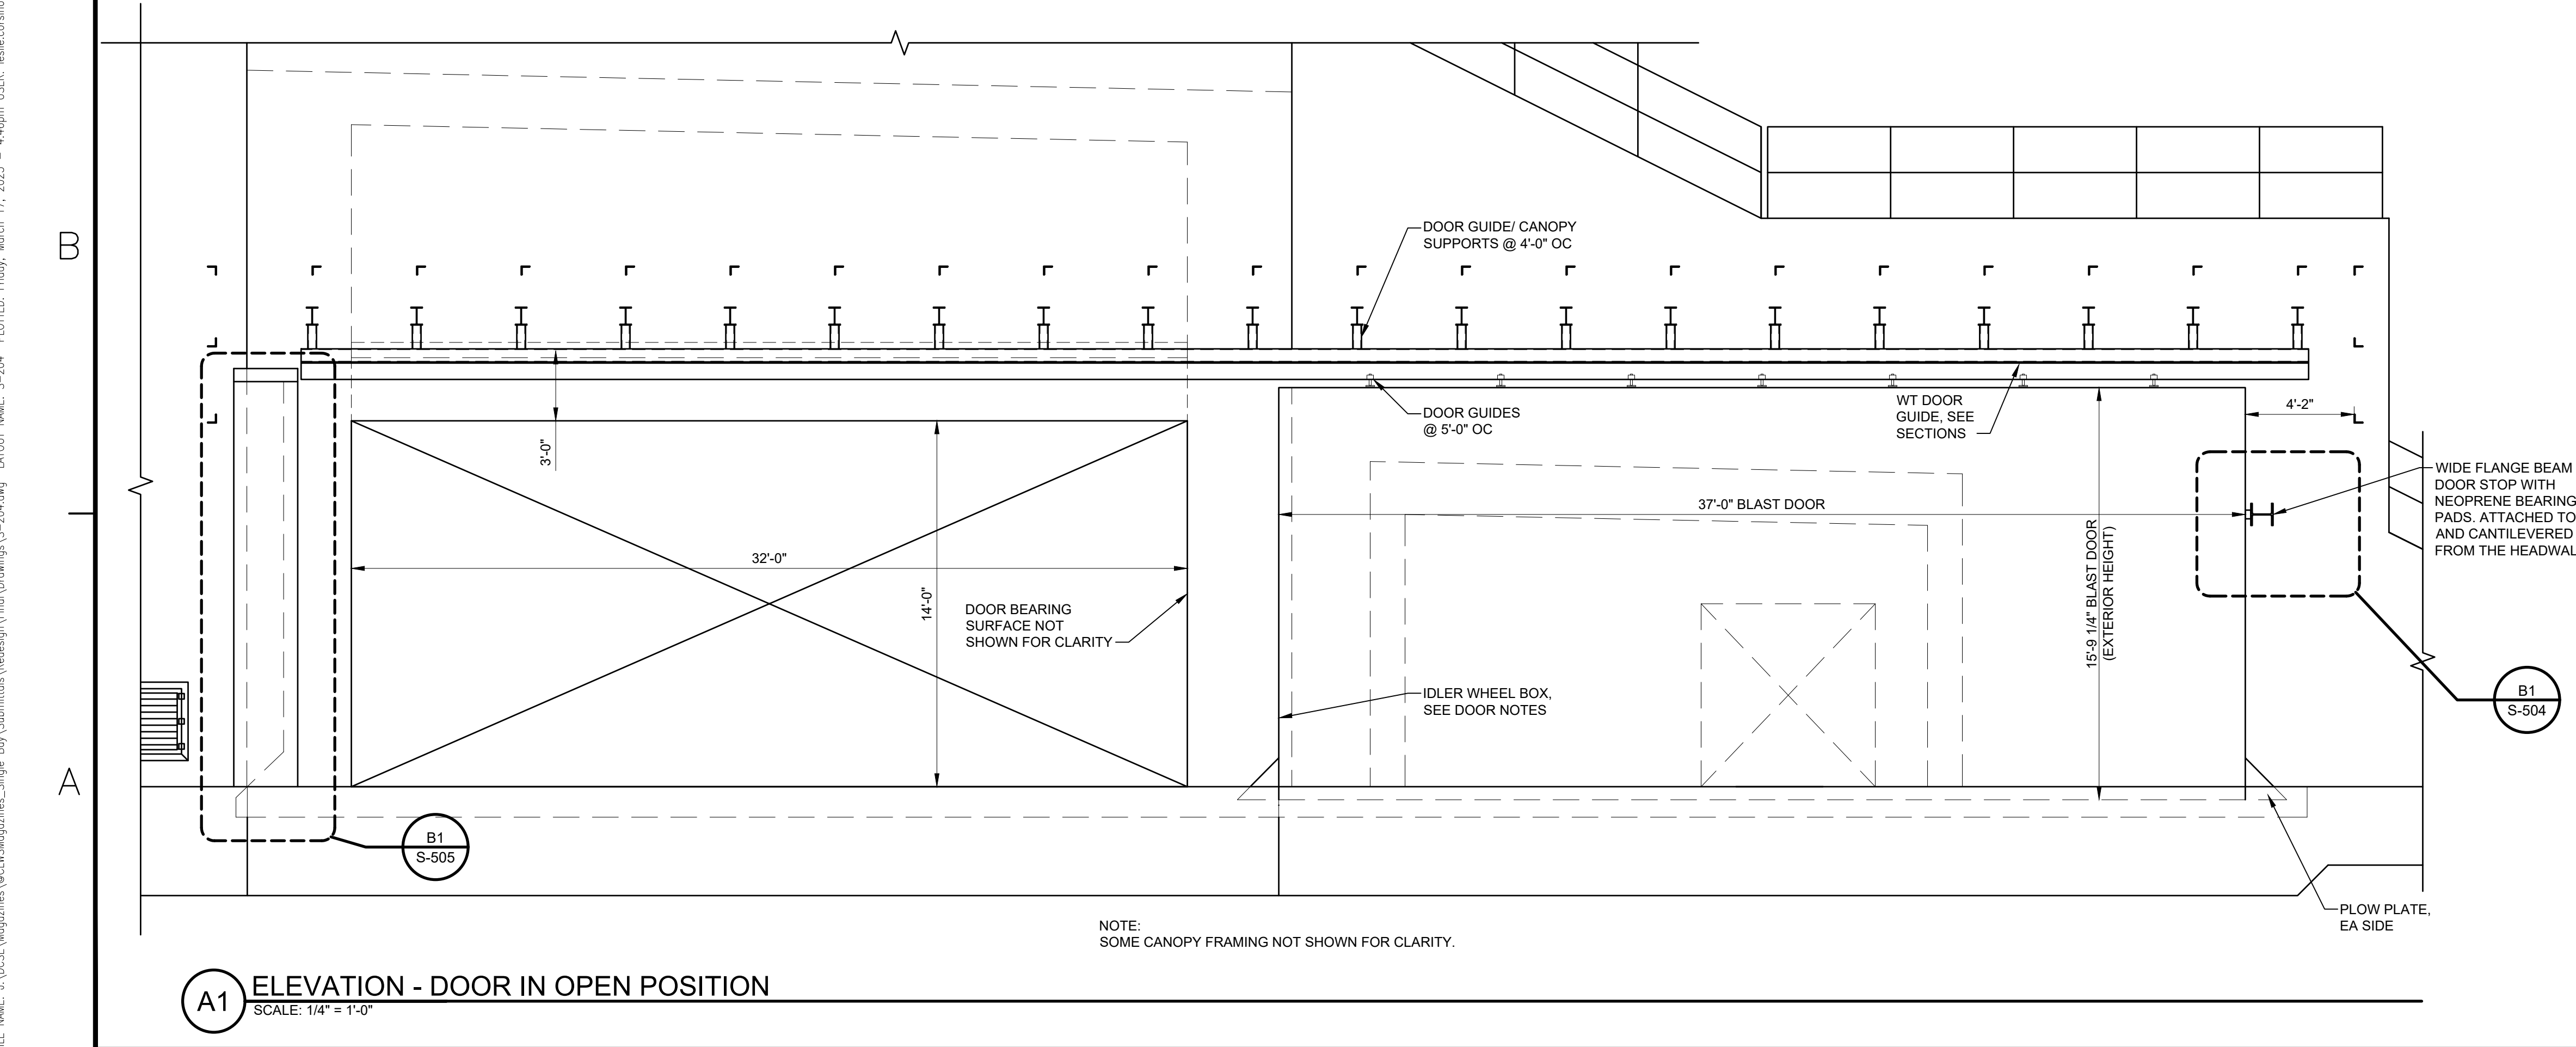 B
A
DOOR GUIDE/ CANOPY
SUPPORTS @ 4'-0" OC
3'-0"
DOOR GUIDES
@ 5'-0" OC
WT DOOR
GUIDE, SEE
SECTIONS
4'-2"
WIDE FLANGE BEAM
DOOR STOP WITH
NEOPRENE BEARING
PADS. ATTACHED TO
AND CANTILEVERED
37'-0" BLAST DOOR
15'-9 1/4" BLAST DOOR
(EXTERIOR HEIGHT)
32'-0"
14'-0"
DOOR BEARING
SURFACE NOT
SHOWN FOR CLARITY
IDLER WHEEL BOX,
SEE DOOR NOTES
B1
S-504
B1
S-505
PLOW PLATE,
EA SIDE
NOTE:
SOME CANOPY FRAMING NOT SHOWN FOR CLARITY.
A1
ELEVATION - DOOR IN OPEN POSITION
SCALE: 1/4" = 1'-0"
FROM THE